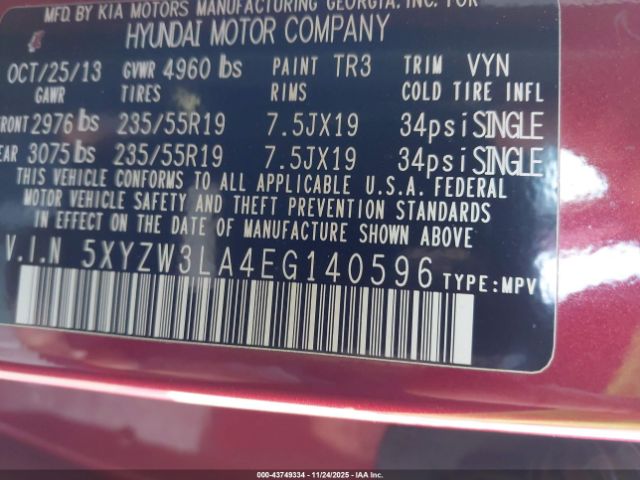 MFD. BY KIA MOTORS MANUFACTURING GEORGIA, INC. FOR
HYUNDAI MOTOR COMPANY
OCT/25/13 GVWR 4960 lbs PAINT TR3 TRIM VYN
GAWR TIRES RIMS COLD TIRE INFL
FRONT 2976 lbs 235/55R19 7.5JX19 34psi SINGLE
REAR 3075 lbs 235/55R19 7.5JX19 34psi SINGLE
THIS VEHICLE CONFORMS TO ALL APPLICABLE U.S.A. FEDERAL
MOTOR VEHICLE SAFETY AND THEFT PREVENTION STANDARDS
IN EFFECT ON THE DATE OF MANUFACTURE SHOWN ABOVE
V.I.N 5XYZW3LA4EG140596 TYPE:MPV
000-43749334 - 11/24/2025 - IAA Inc.